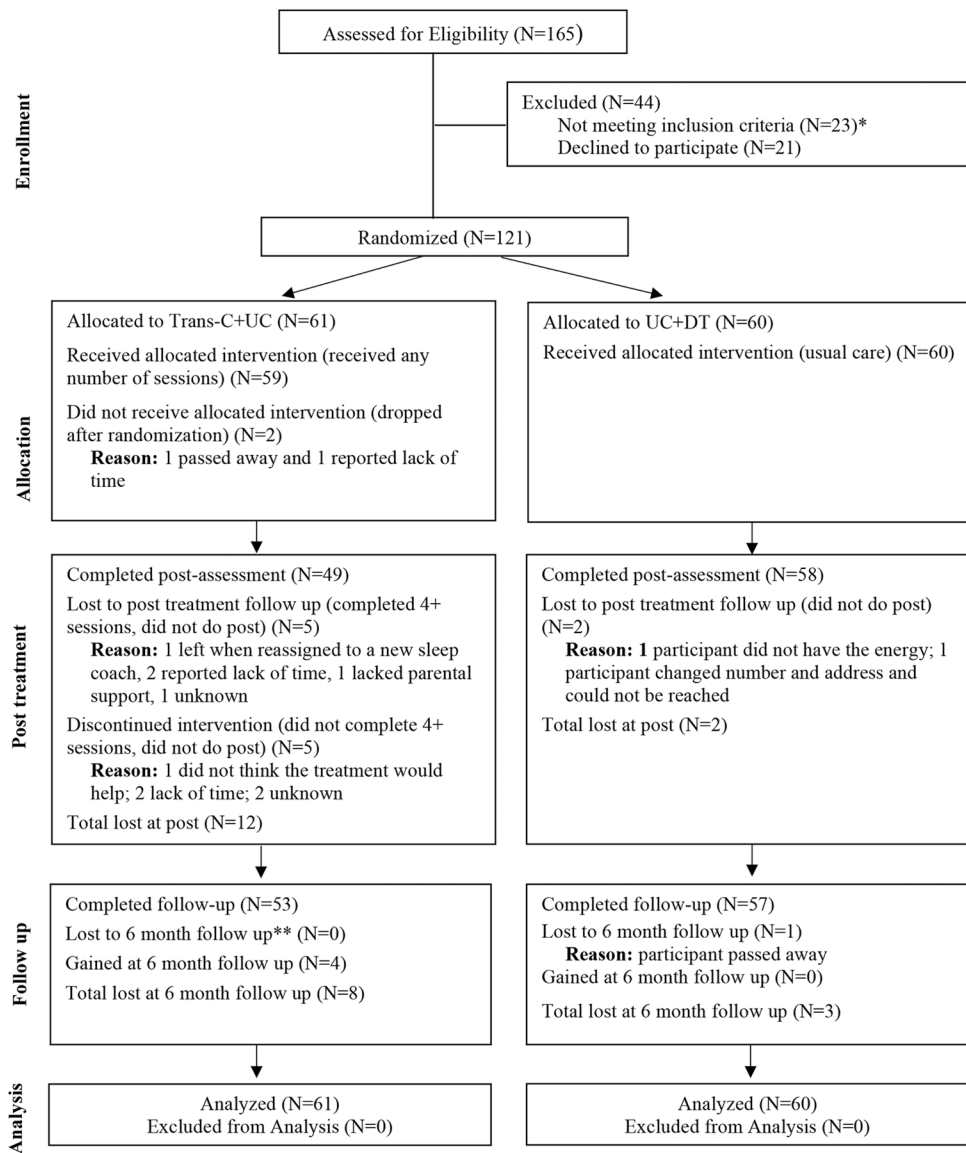 Assessed for Eligibility (N=165)
Enrollment
Excluded (N=44)
Not meeting inclusion criteria (N=23)*
Declined to participate (N=21)
Randomized (N=121)
Allocation
Allocated to Trans-C+UC (N=61)
Received allocated intervention (received any
number of sessions) (N=59)
Did not receive allocated intervention (dropped
after randomization) (N=2)
Reason: 1 passed away and 1 reported lack of
time
Allocated to UC+DT (N=60)
Received allocated intervention (usual care) (N=60)
Post treatment
Completed post-assessment (N=49)
Lost to post treatment follow up (completed 4+
sessions, did not do post) (N=5)
Reason: 1 left when reassigned to a new sleep
coach, 2 reported lack of time, 1 lacked parental
support, 1 unknown
Discontinued intervention (did not complete 4+
sessions, did not do post) (N=5)
Reason: 1 did not think the treatment would
help; 2 lack of time; 2 unknown
Total lost at post (N=12)
Completed post-assessment (N=58)
Lost to post treatment follow up (did not do post)
(N=2)
Reason: 1 participant did not have the energy; 1
participant changed number and address and
could not be reached
Total lost at post (N=2)
Follow up
Completed follow-up (N=53)
Lost to 6 month follow up** (N=0)
Gained at 6 month follow up (N=4)
Total lost at 6 month follow up (N=8)
Completed follow-up (N=57)
Lost to 6 month follow up (N=1)
Reason: participant passed away
Gained at 6 month follow up (N=0)
Total lost at 6 month follow up (N=3)
Analysis
Analyzed (N=61)
Excluded from Analysis (N=0)
Analyzed (N=60)
Excluded from Analysis (N=0)